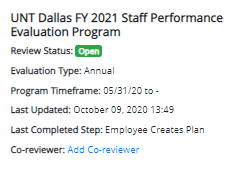 UNT Dallas FY 2021 Staff Performance
Evaluation Program
Review Status: Open
Evaluation Type: Annual
Program Timeframe: 05/31/20 to -
Last Updated: October 09, 2020 13:49
Last Completed Step: Employee Creates Plan
Co-reviewer: Add Co-reviewer